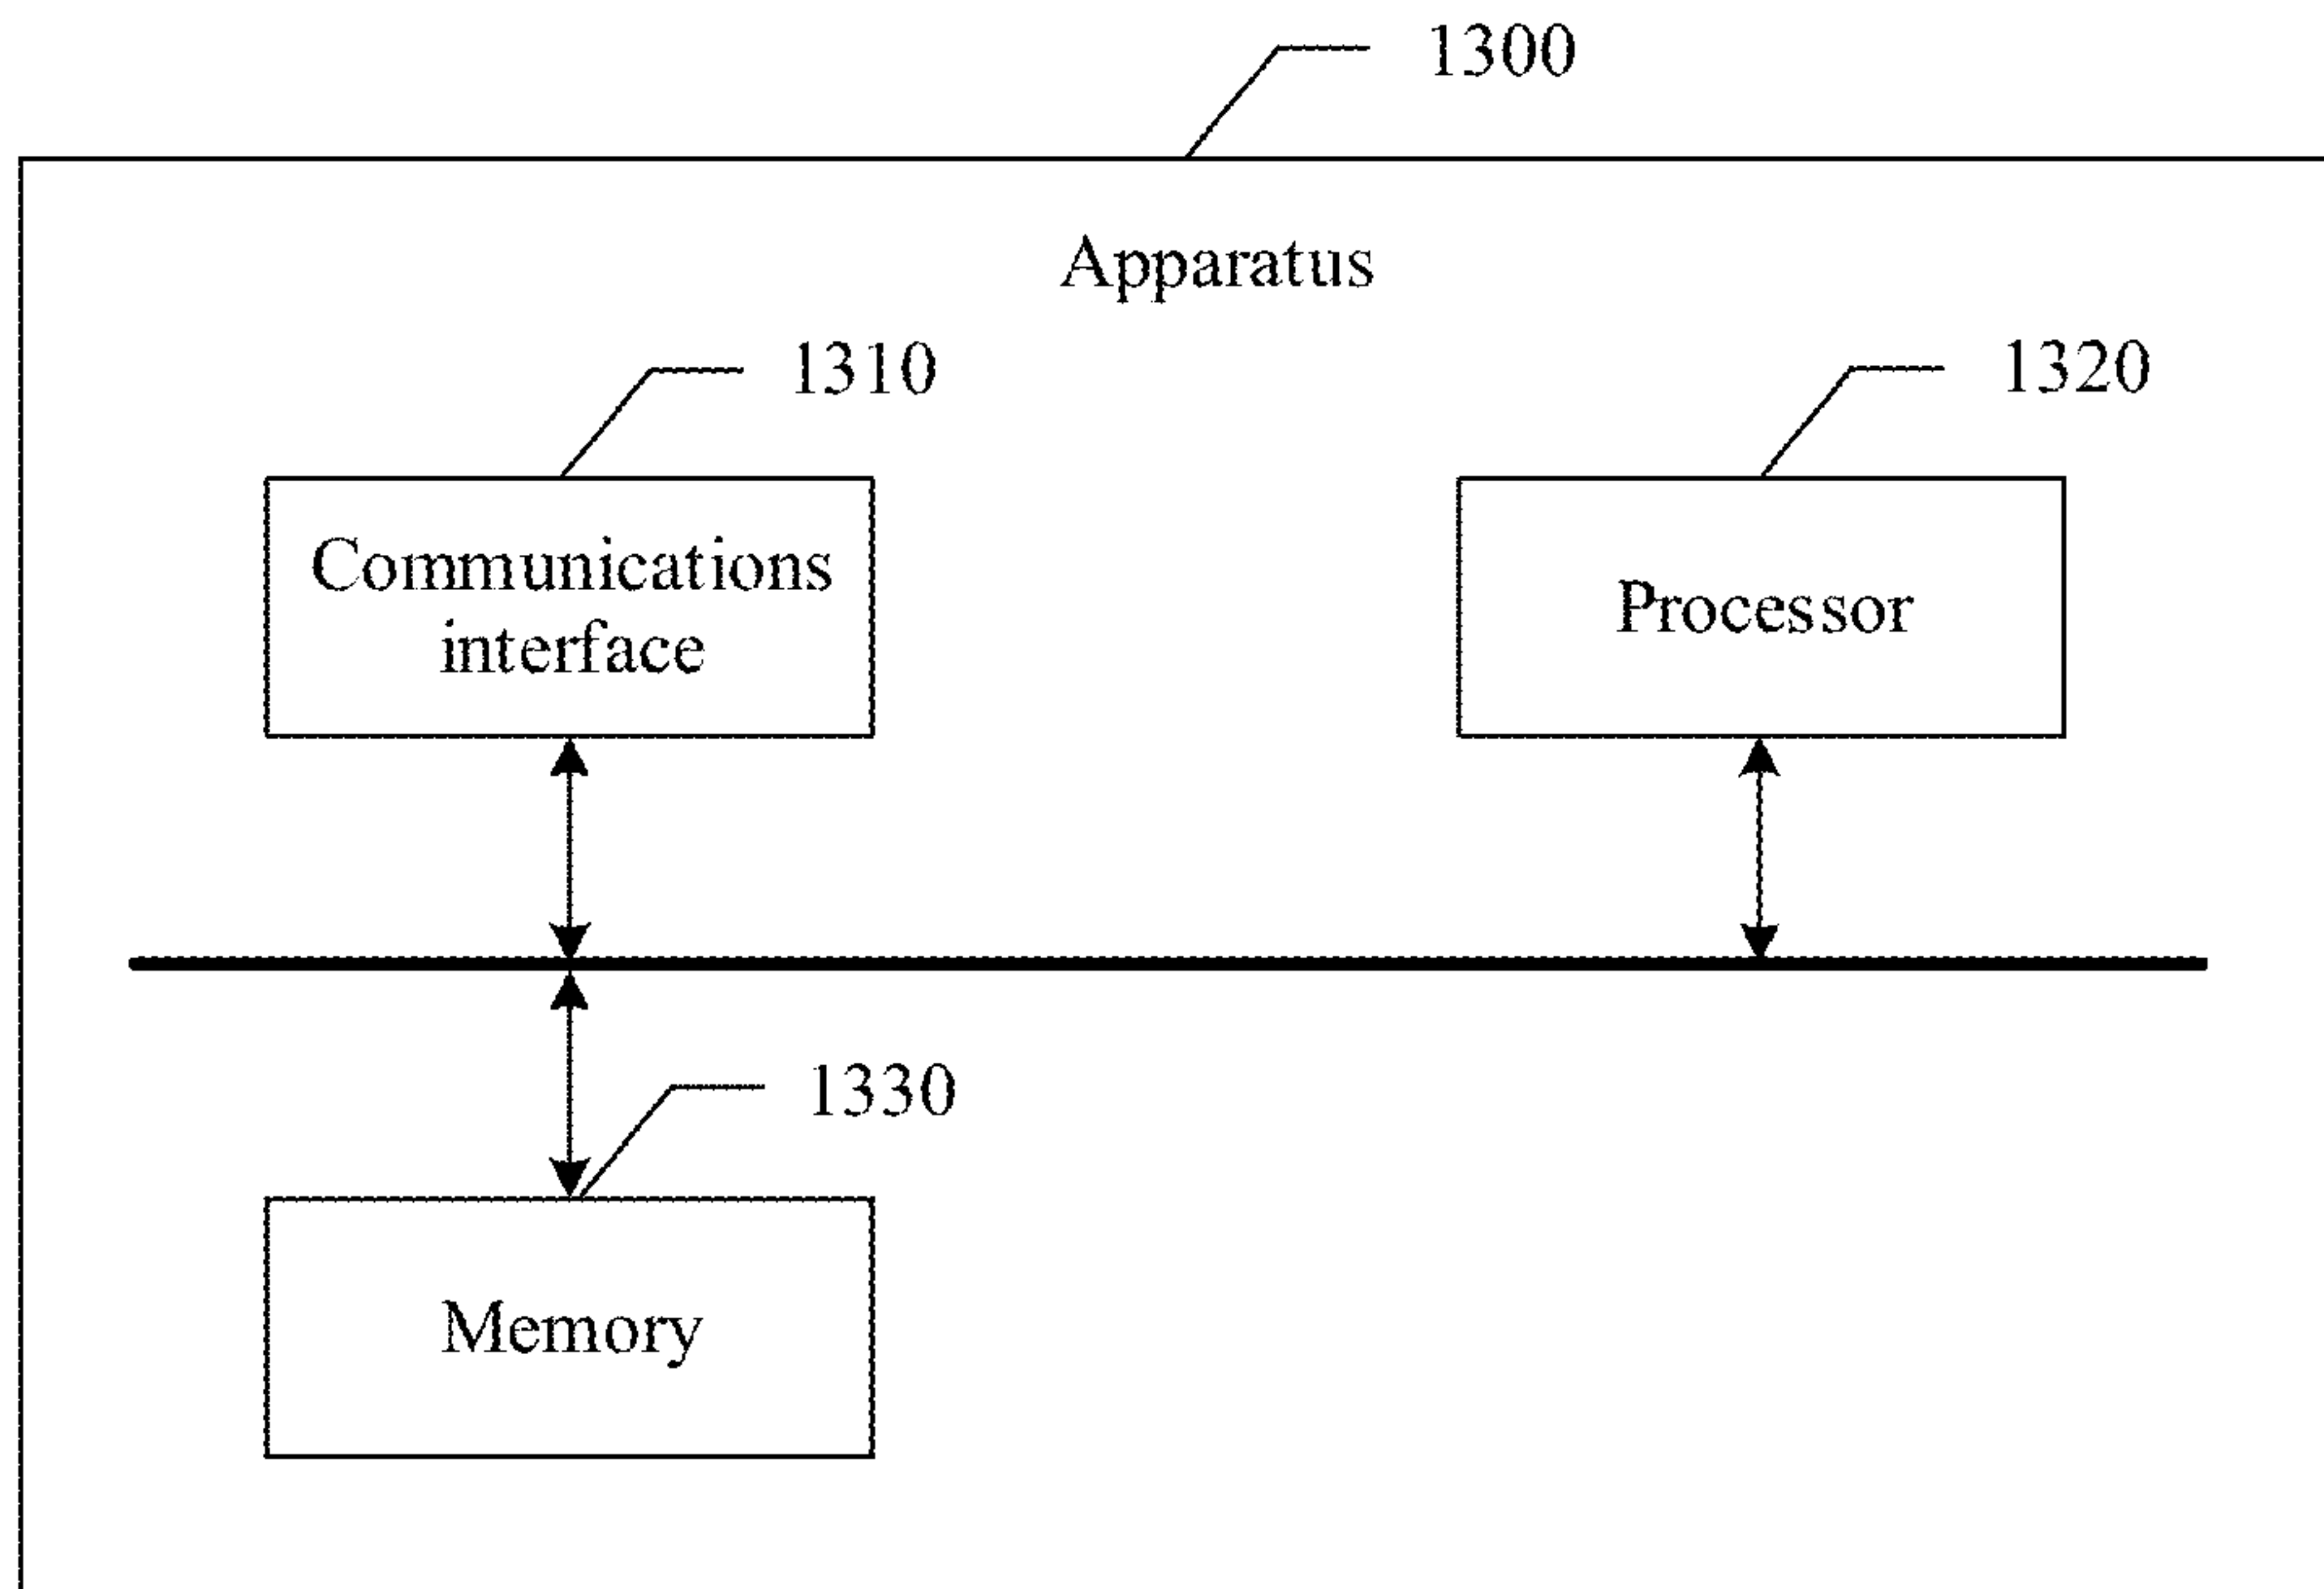 1300
Apparatus
1310
1320
Communications
interface
Processor
1330
Memory